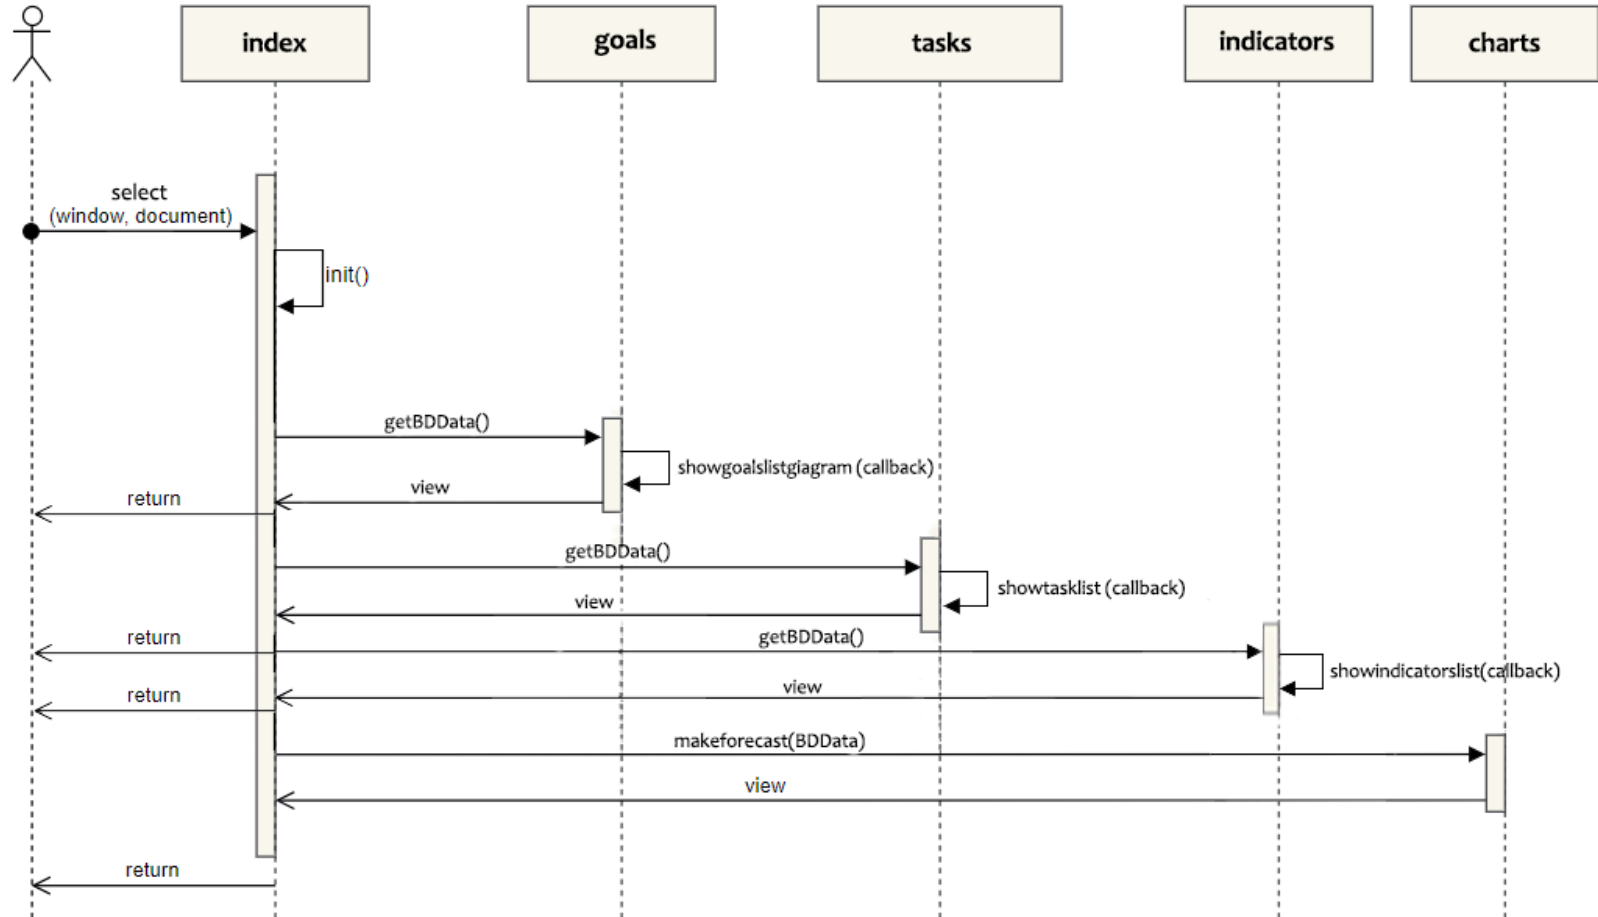 index
goals
tasks
indicators
charts
select
(window, document)
init()
getBDData()
showgoalslistgiagram (callback)
view
return
getBDData()
showtasklist (callback)
view
return
getBDData()
showindicatorslist(callback)
view
return
makeforecast(BDData)
view
return